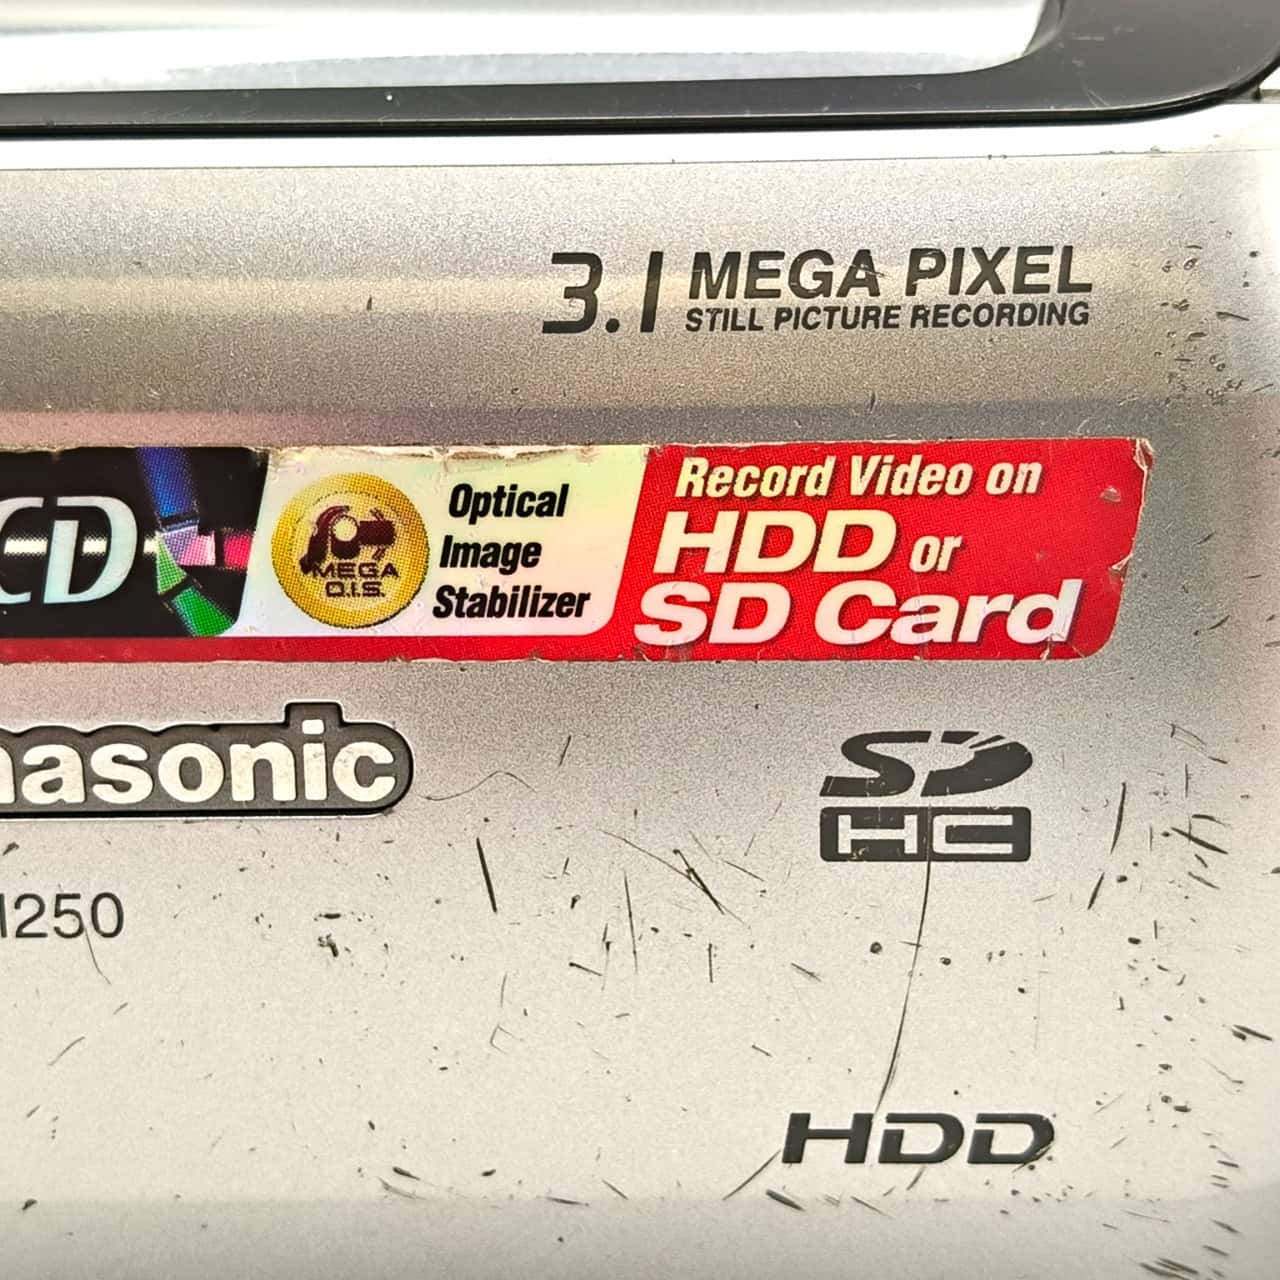 3.1 MEGA PIXEL
STILL PICTURE RECORDING
CD
MEGA
O.I.S.
Optical
Image
Stabilizer
Record Video on
HDD or
SD Card
nasonic
SD
HC
250
HDD